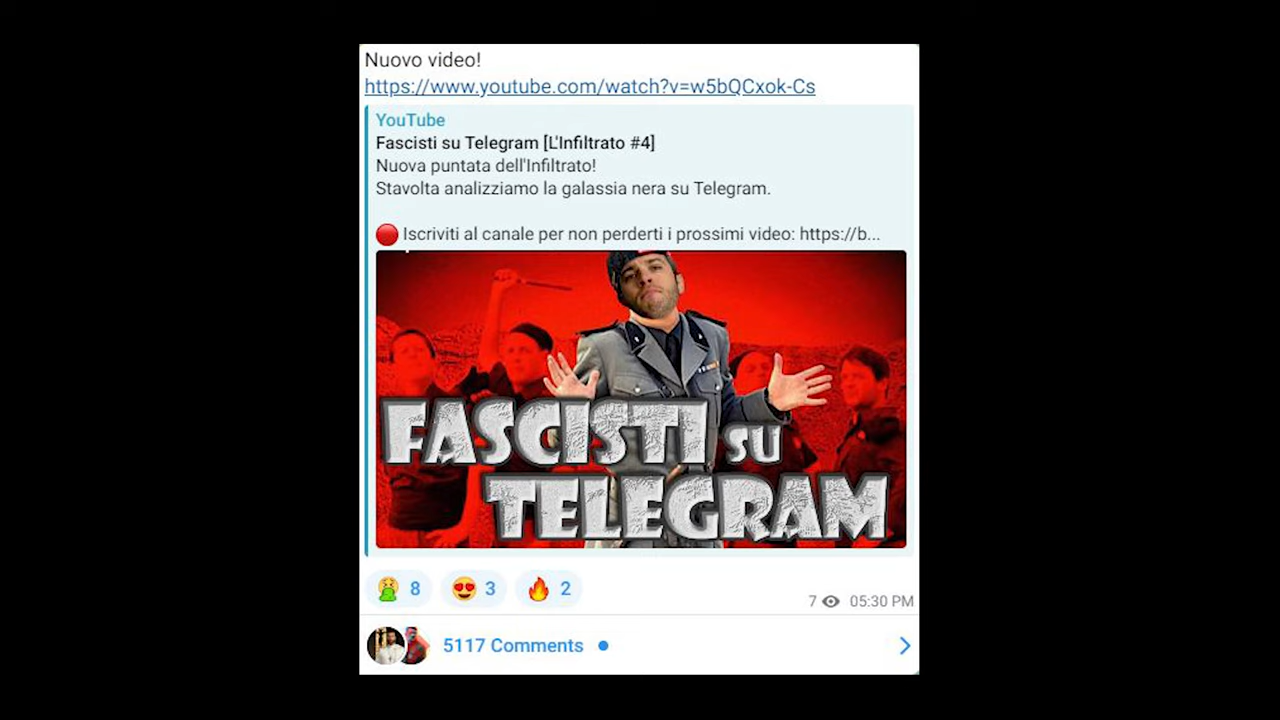 Nuovo video!
https://www.youtube.com/watch?v=w5bQCxok-Cs
YouTube
Fascisti su Telegram [L'Infiltrato #4]
Nuova puntata dell'Infiltrato!
Stavolta analizziamo la galassia nera su Telegram.
Iscriviti al canale per non perderti i prossimi video: https://b...
FASCISTI SU
TELEGRAM
8 3 2
7 05:30 PM
5117 Comments